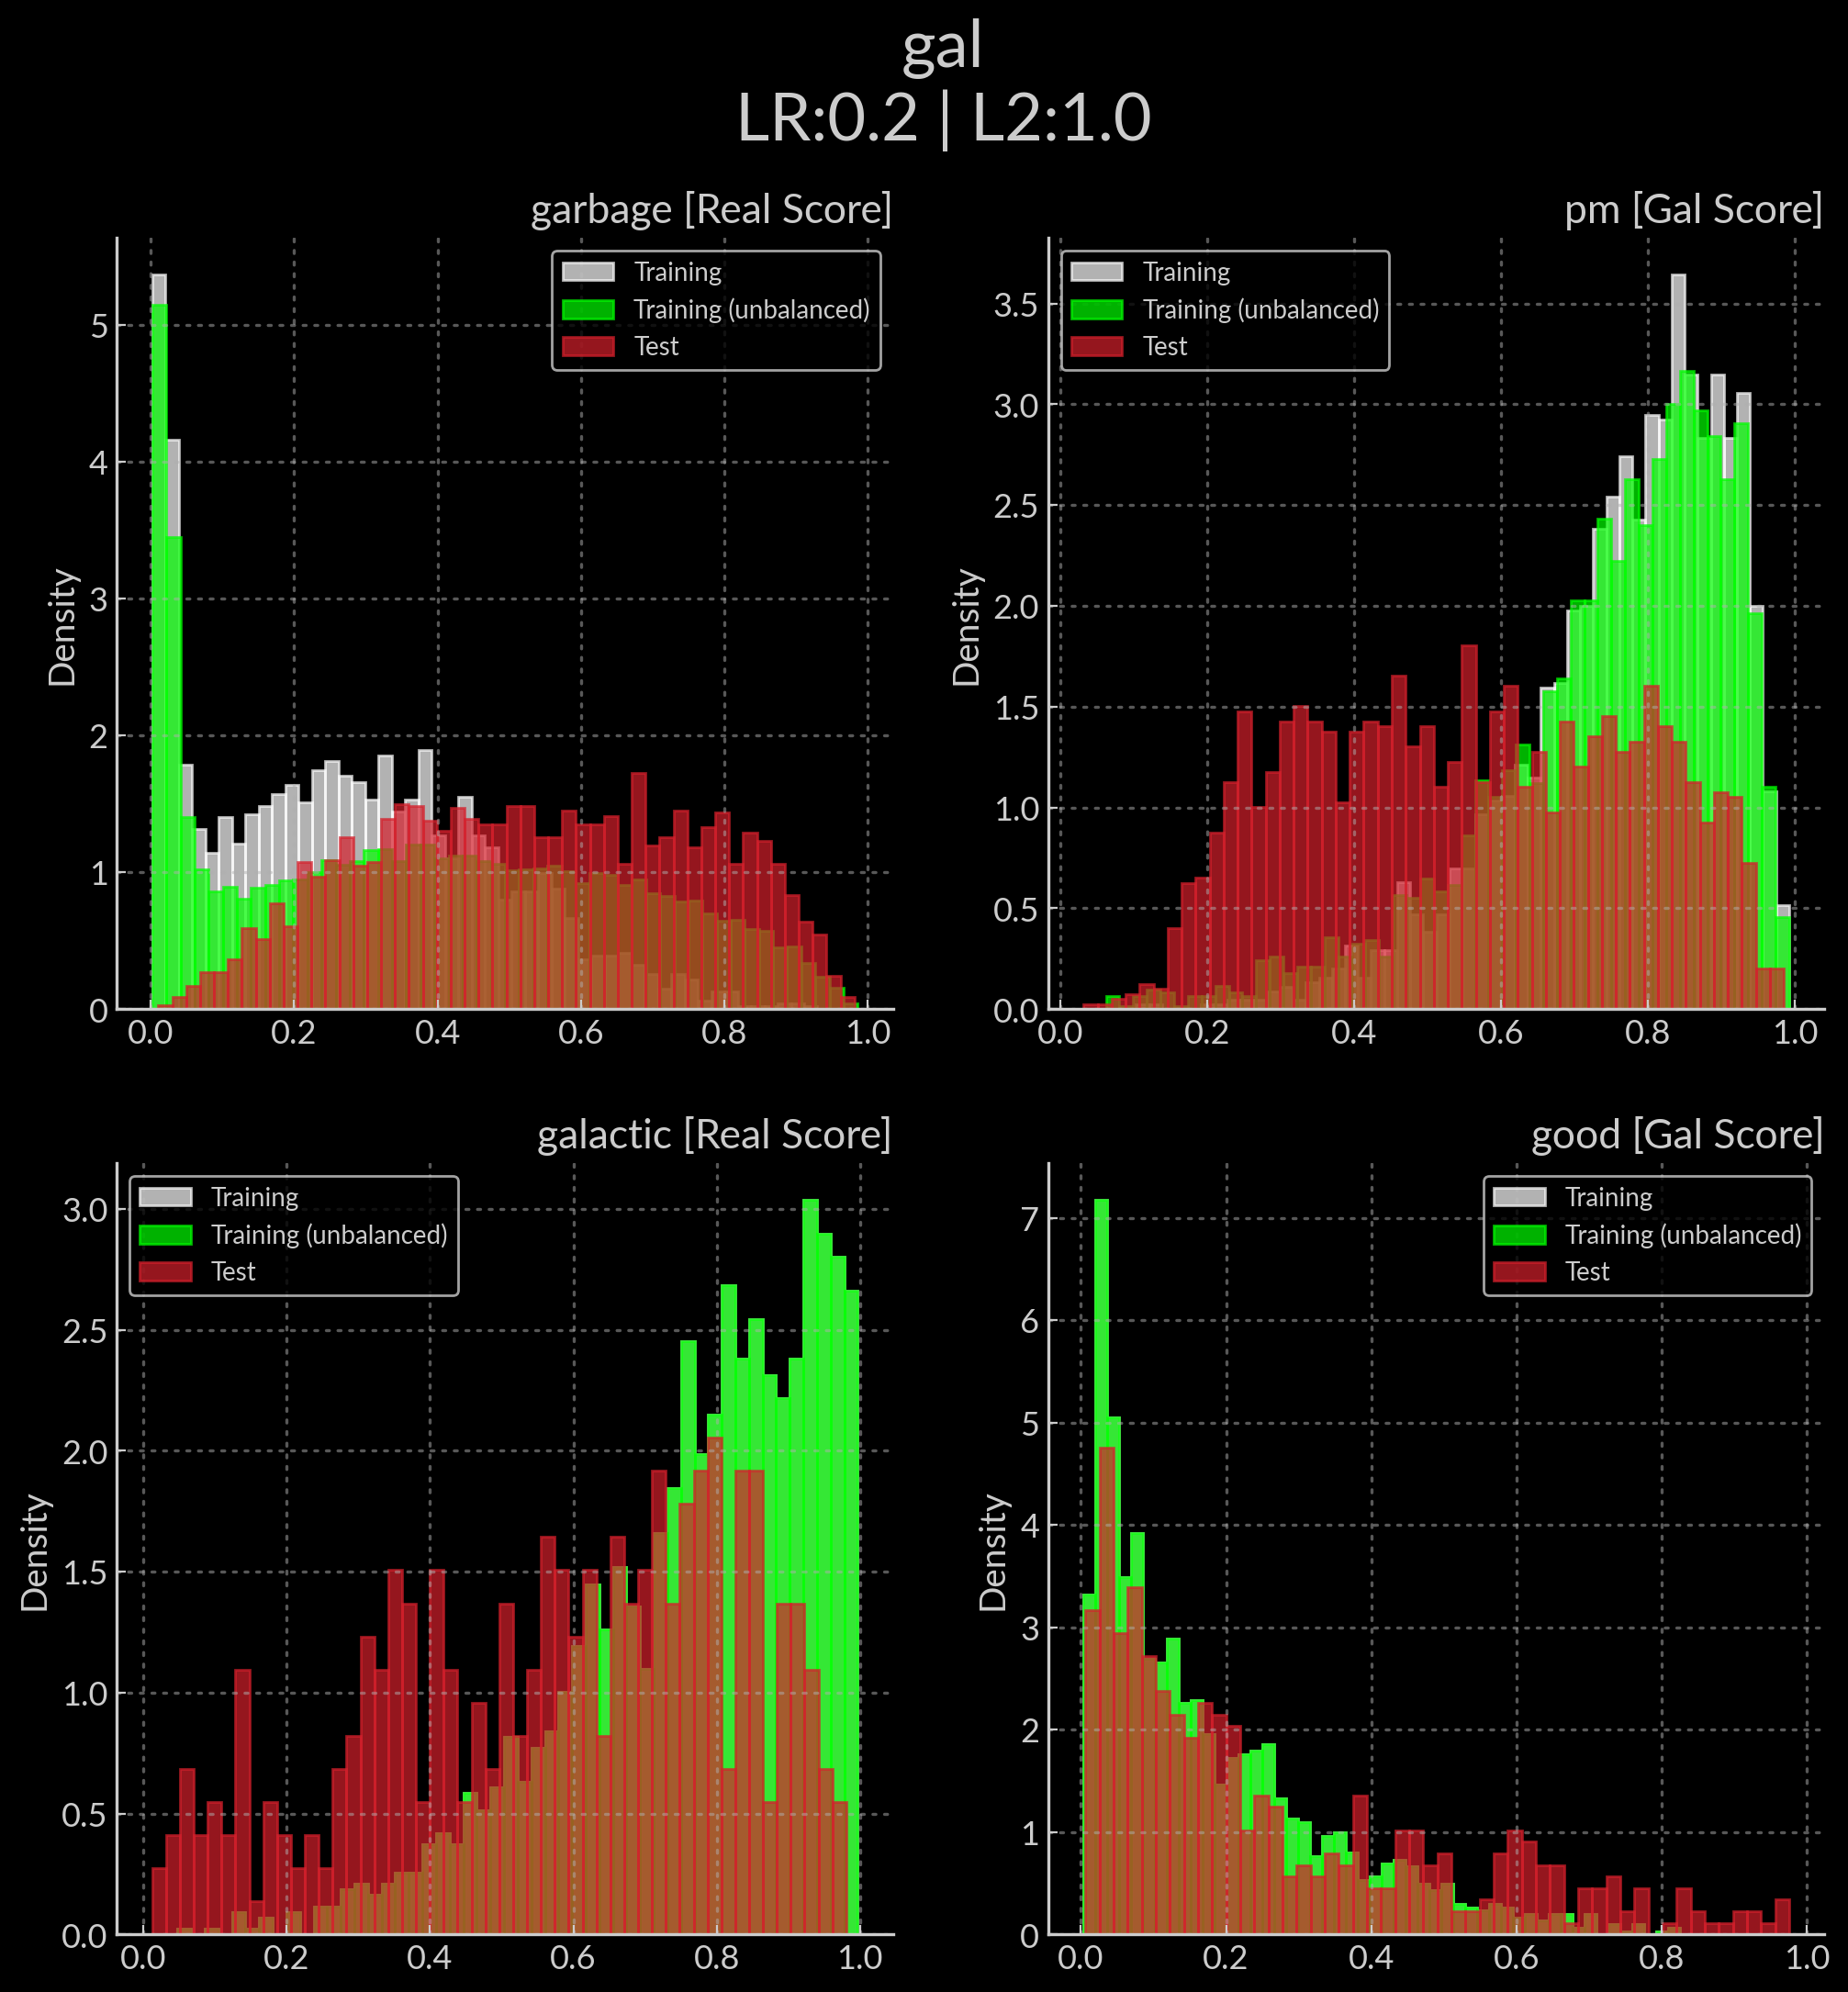 gal
LR:0.2 | L2:1.0
garbage [Real Score]
Training
Training (unbalanced)
Test
Density
5
4
3
2
1
0
0.0 0.2 0.4 0.6 0.8 1.0
pm [Gal Score]
Training
Training (unbalanced)
Test
Density
3.5
3.0
2.5
2.0
1.5
1.0
0.5
0.0
0.0 0.2 0.4 0.6 0.8 1.0
galactic [Real Score]
Training
Training (unbalanced)
Test
Density
3.0
2.5
2.0
1.5
1.0
0.5
0.0
0.0 0.2 0.4 0.6 0.8 1.0
good [Gal Score]
Training
Training (unbalanced)
Test
Density
7
6
5
4
3
2
1
0
0.0 0.2 0.4 0.6 0.8 1.0